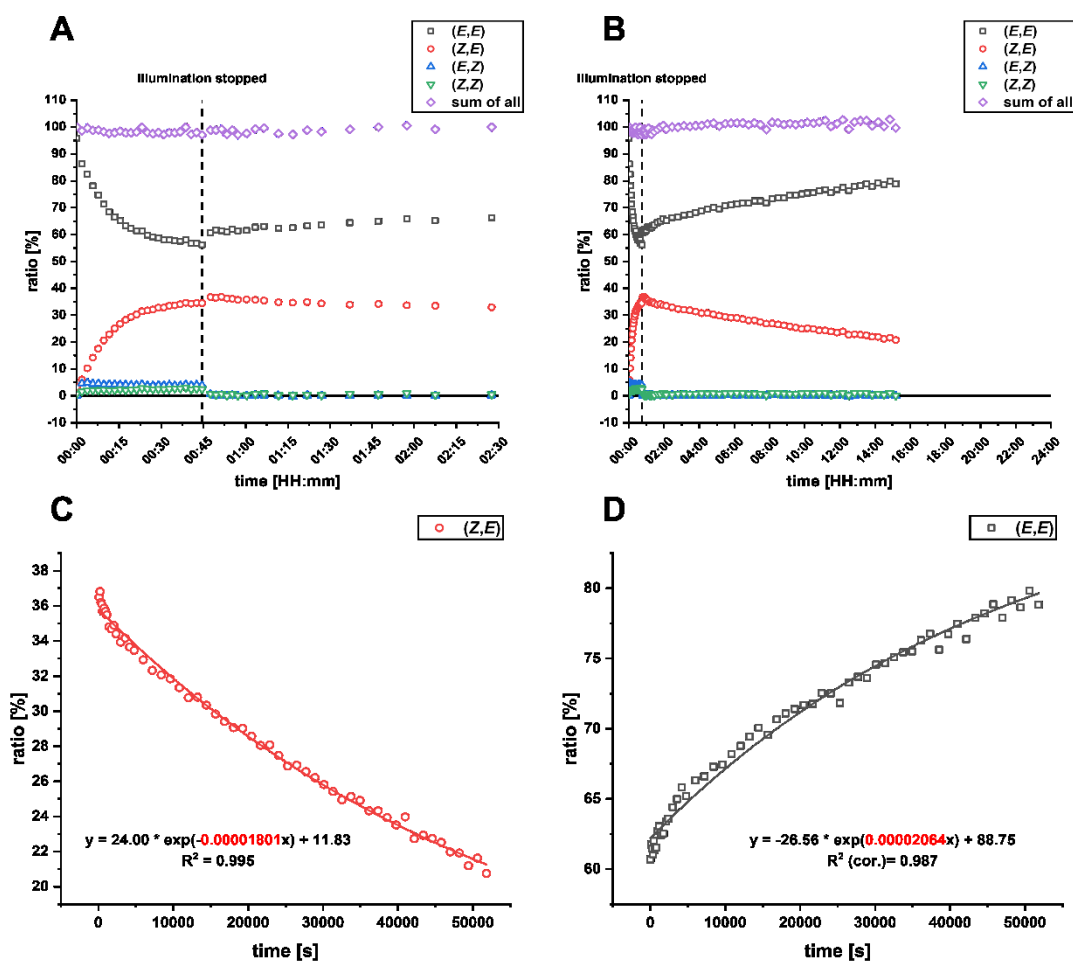 A
(E,E)
(Z,E)
(E,Z)
(Z,Z)
sum of all
Illumination stopped
110
100
90
80
70
60
50
40
30
20
10
0
-10
ratio [%]
00:00
00:15
00:30
00:45
01:00
01:15
01:30
01:45
02:00
02:15
02:30
time [HH:mm]
B
(E,E)
(Z,E)
(E,Z)
(Z,Z)
sum of all
Illumination stopped
110
100
90
80
70
60
50
40
30
20
10
0
-10
ratio [%]
00:00
02:00
04:00
06:00
08:00
10:00
12:00
14:00
16:00
18:00
20:00
22:00
24:00
time [HH:mm]
C
(Z,E)
38
36
34
32
30
28
26
24
22
20
ratio [%]
y = 24.00 * exp(-0.00001801x) + 11.83
R² = 0.995
0
10000
20000
30000
40000
50000
time [s]
D
(E,E)
80
75
70
65
60
ratio [%]
y = -26.56 * exp(0.00002064x) + 88.75
R² (cor.)= 0.987
0
10000
20000
30000
40000
50000
time [s]